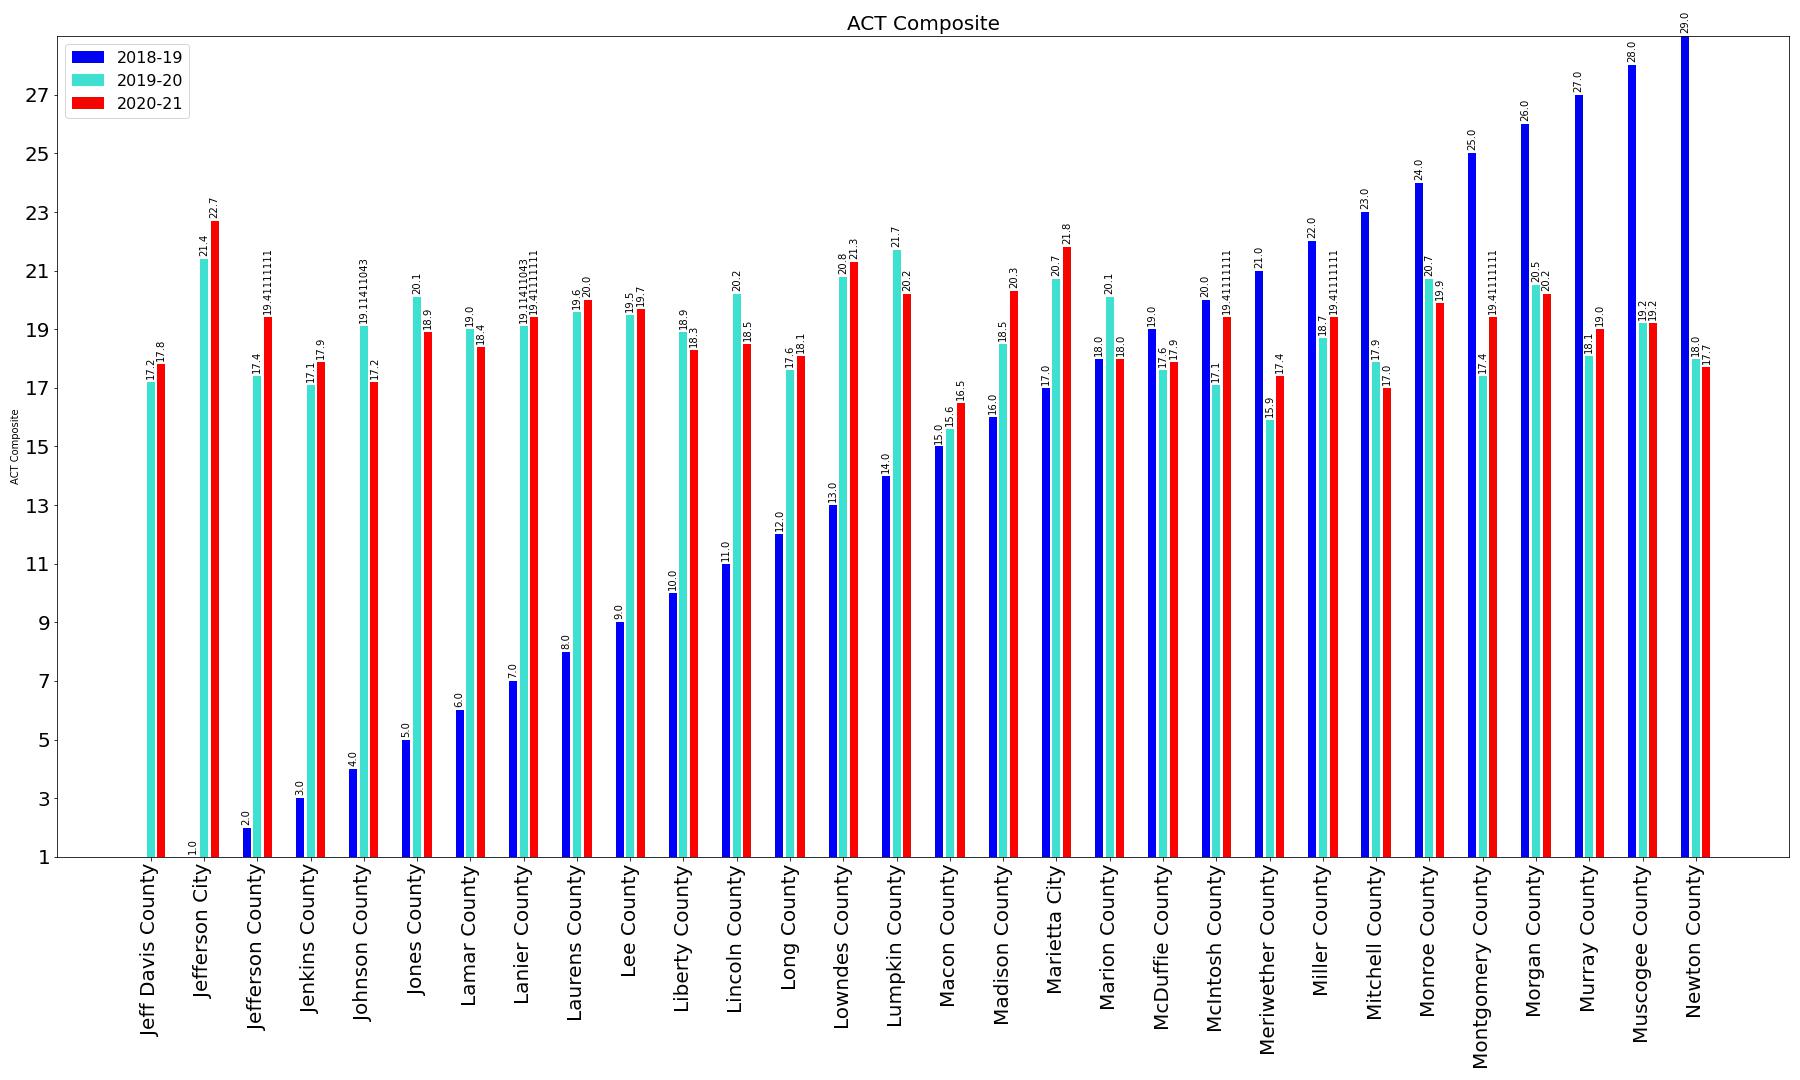 ACT Composite
2018-19
2019-20
2020-21
ACT Composite
27
25
23
21
19
17
15
13
11
9
7
5
3
1
17.2 17.8
1.0 21.4 22.7
2.0 17.4 19.41111111
3.0 17.1 17.9
4.0 19.11411043 17.2
5.0 20.1 18.9
6.0 19.0 18.4
7.0 19.11411043 19.41111111
8.0 19.6 20.0
9.0 19.5 19.7
10.0 18.9 18.3
11.0 20.2 18.5
12.0 17.6 18.1
13.0 20.8 21.3
14.0 21.7 20.2
15.0 15.6 16.5
16.0 18.5 20.3
17.0 20.7 21.8
18.0 20.1 18.0
19.0 17.6 17.9
20.0 17.1 19.41111111
21.0 15.9 17.4
22.0 18.7 19.41111111
23.0 17.9 17.0
24.0 20.7 19.9
25.0 17.4 19.41111111
26.0 20.5 20.2
27.0 18.1 19.0
28.0 19.2 19.2
29.0 18.0 17.7
Jeff Davis County
Jefferson City
Jefferson County
Jenkins County
Johnson County
Jones County
Lamar County
Lanier County
Laurens County
Lee County
Liberty County
Lincoln County
Long County
Lowndes County
Lumpkin County
Macon County
Madison County
Marietta City
Marion County
McDuffie County
McIntosh County
Meriwether County
Miller County
Mitchell County
Monroe County
Montgomery County
Morgan County
Murray County
Muscogee County
Newton County